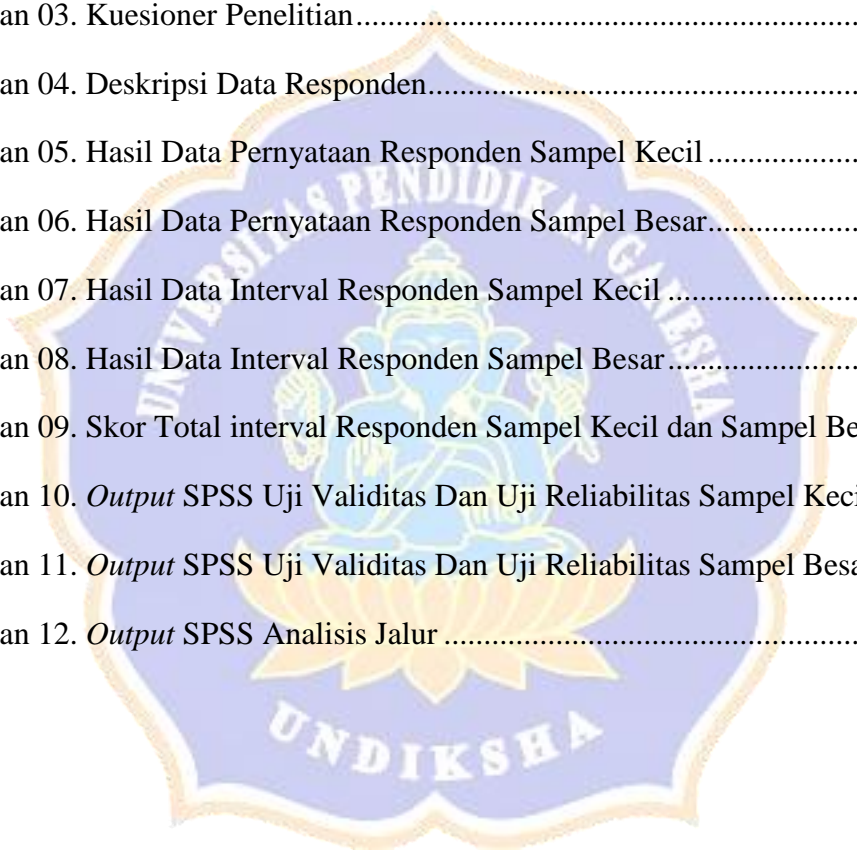 an 03. Kuesioner Penelitian.......................................................................
an 04. Deskripsi Data Responden.............................................................
an 05. Hasil Data Pernyataan Responden Sampel Kecil.....................
an 06. Hasil Data Pernyataan Responden Sampel Besar.....................
an 07. Hasil Data Interval Responden Sampel Kecil...........................
an 08. Hasil Data Interval Responden Sampel Besar...........................
an 09. Skor Total interval Responden Sampel Kecil dan Sampel Be
an 10. Output SPSS Uji Validitas Dan Uji Reliabilitas Sampel Keci
an 11. Output SPSS Uji Validitas Dan Uji Reliabilitas Sampel Besa
an 12. Output SPSS Analisis Jalur.........................................................
UNIVERSITAS PENDIDIKAN GANESHA
UNDIKSHA